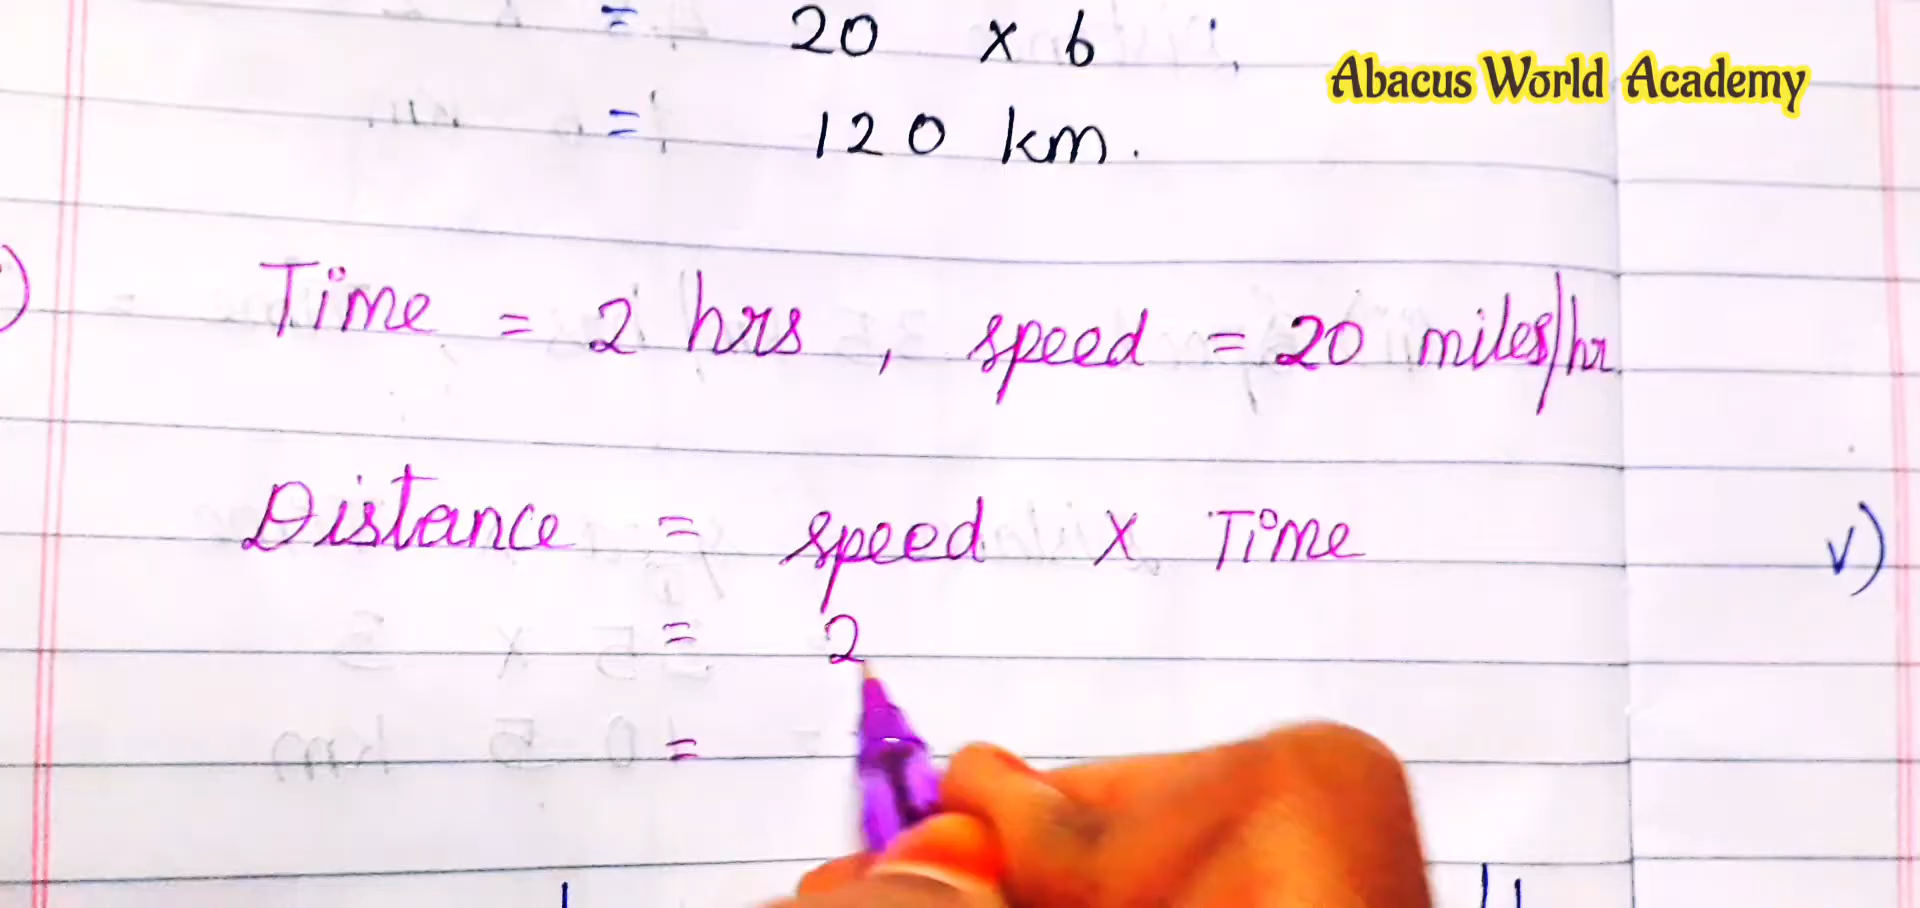 = 20 x 6
Abacus World Academy
= 120 km.
) Time = 2 hrs, speed = 20 miles/hr
Distance = speed x Time
v)
= 2
=